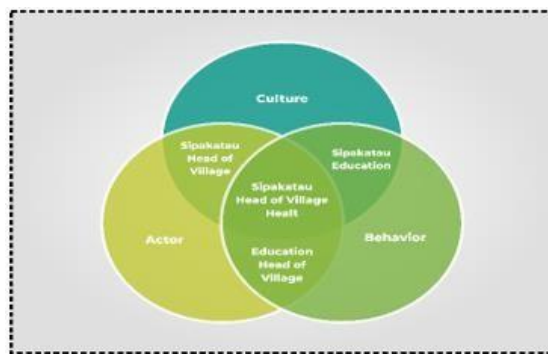 Culture
Sipakatau
Head of
Village
Sipakatau
Education
Sipakatau
Head of Village
Healt
Actor
Behavior
Education
Head of
Village